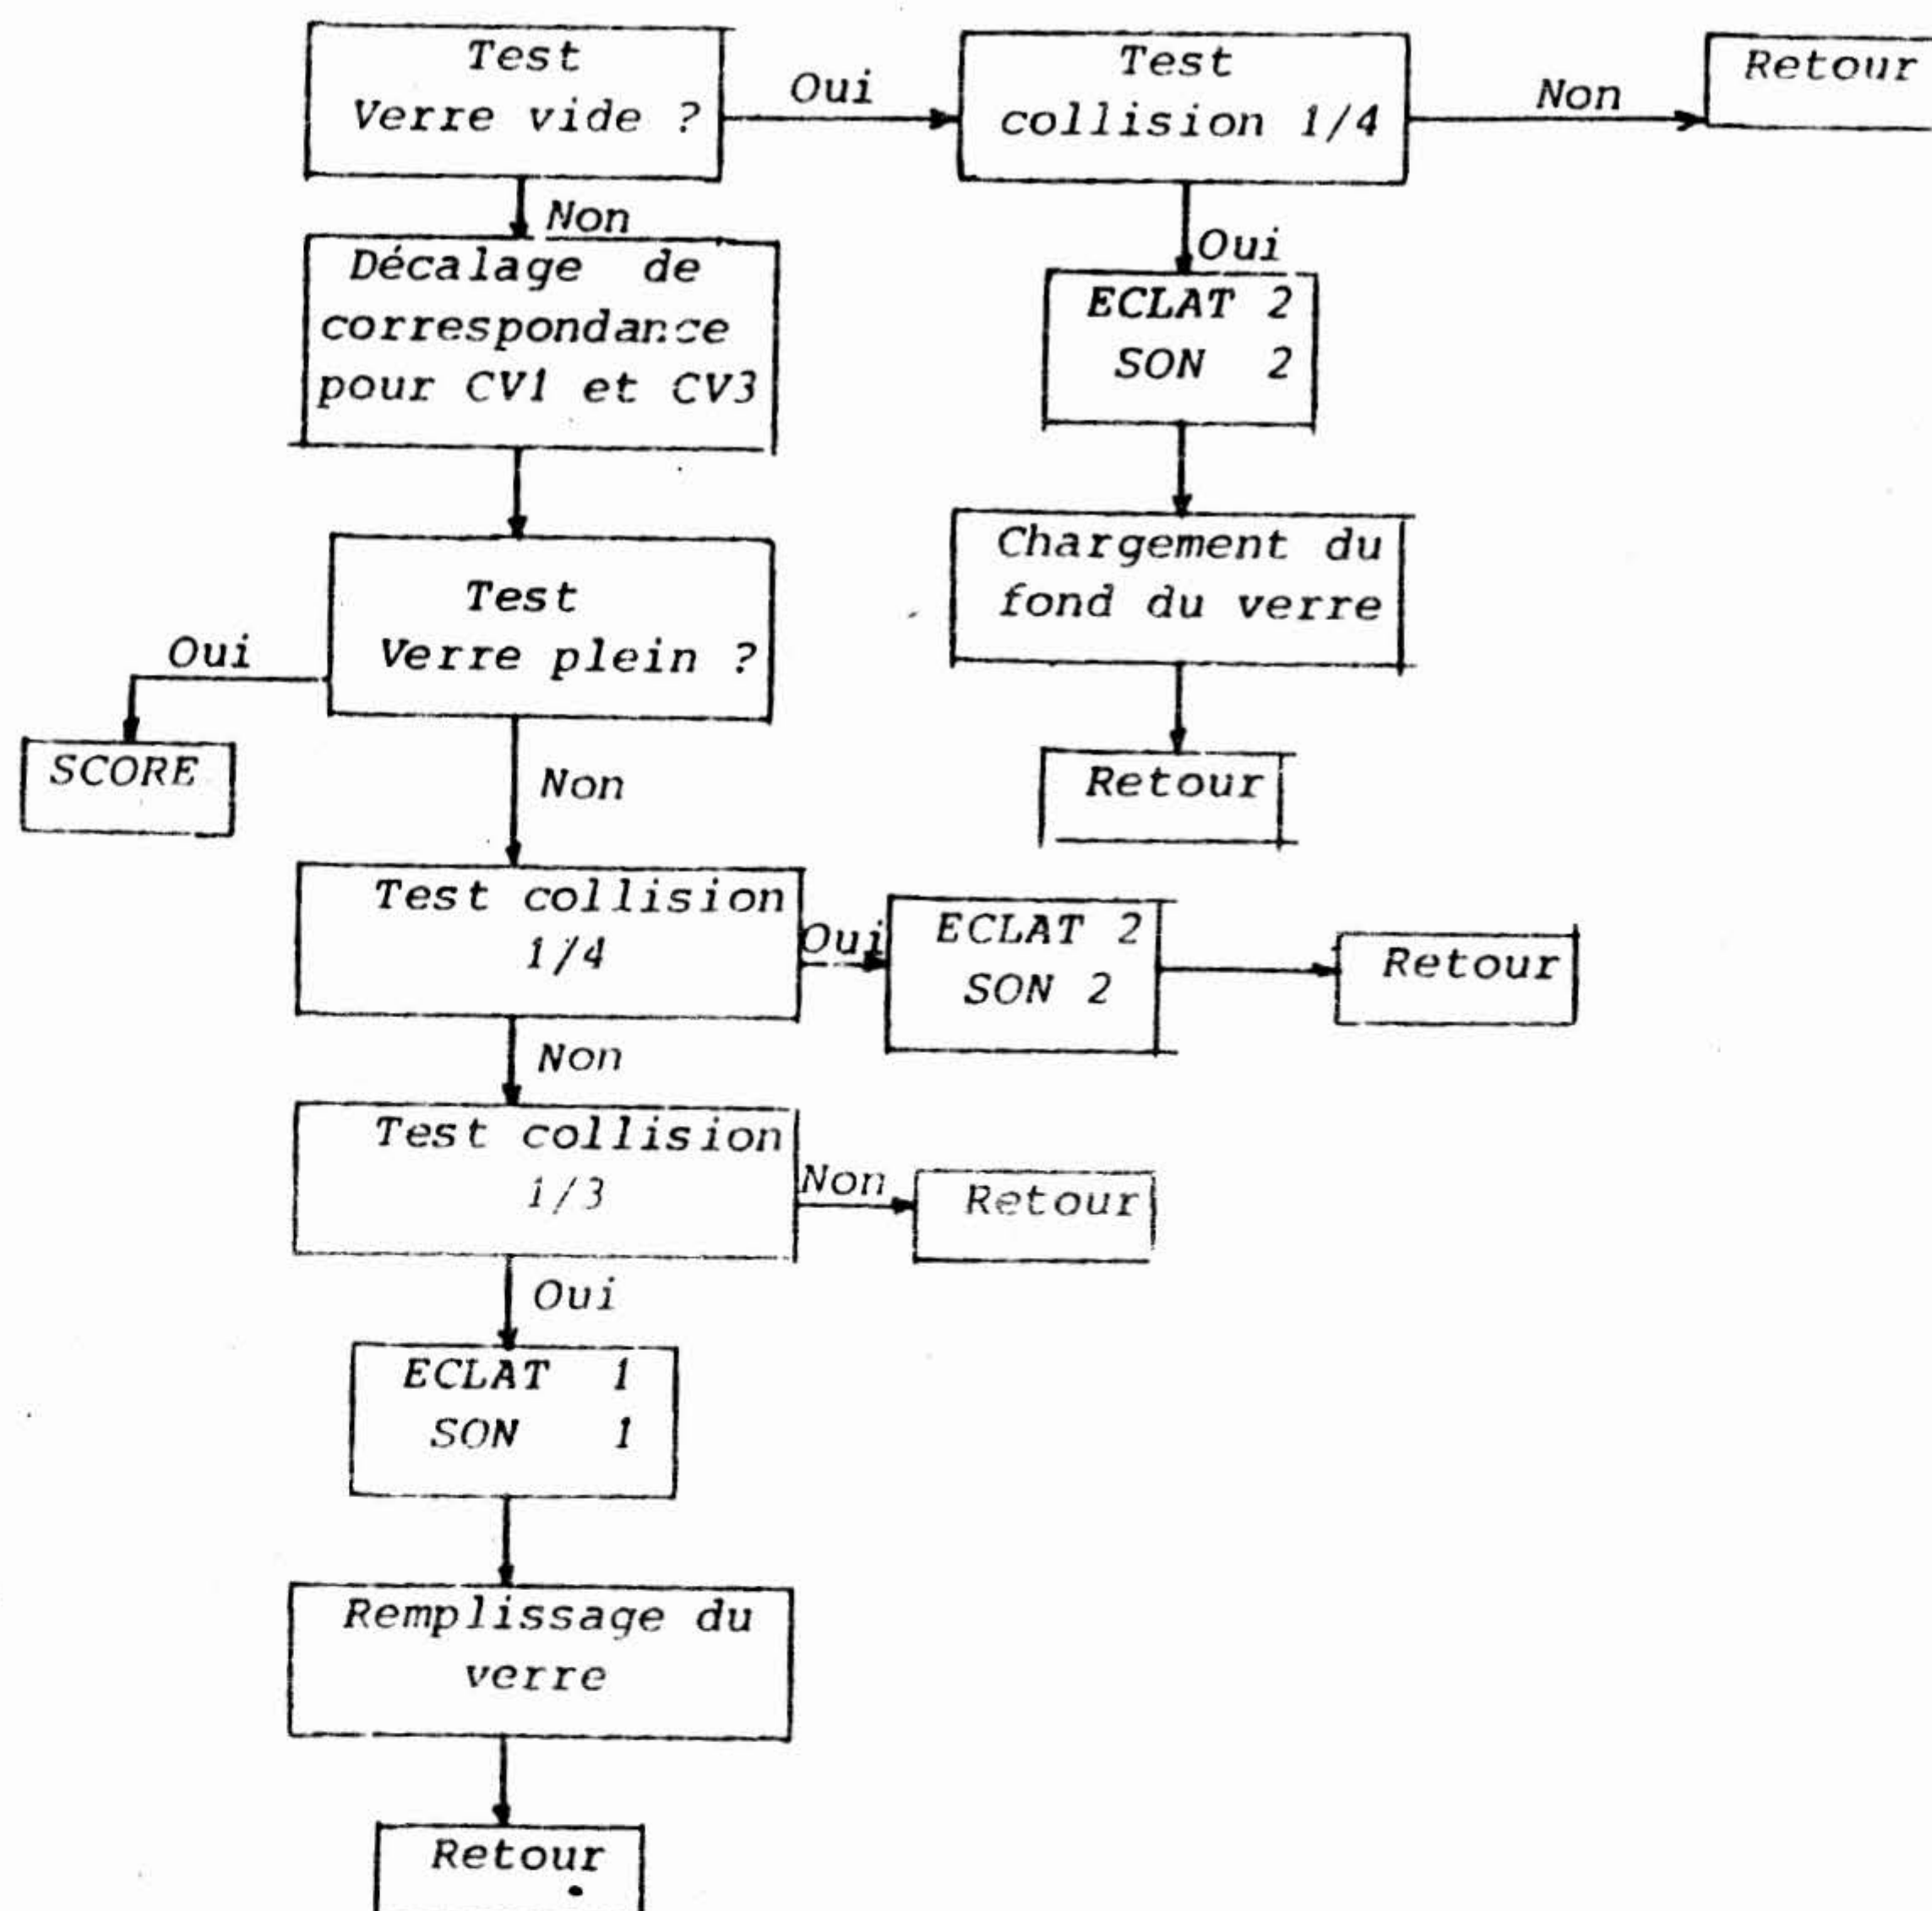 Test
Verre vide ?
Oui
Test
collision 1/4
Non
Retour
Non
Décalage de
correspondance
pour CV1 et CV3
Oui
ECLAT 2
SON 2
Chargement du
fond du verre
Retour
Test
Verre plein ?
Oui
SCORE
Non
Test collision
1/4
Oui
ECLAT 2
SON 2
Retour
Non
Test collision
1/3
Non
Retour
Oui
ECLAT 1
SON 1
Remplissage du
verre
Retour